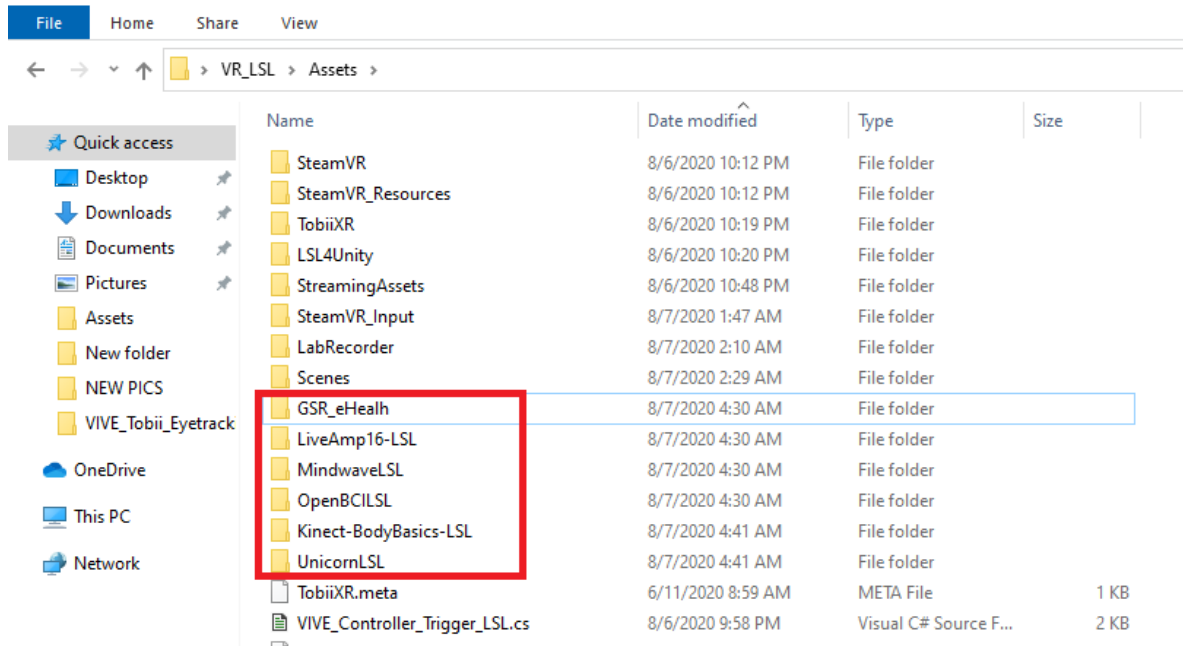 File Home Share View
VR_LSL > Assets >
Name Date modified Type Size
Quick access
Desktop
Downloads
Documents
Pictures
Assets
New folder
NEW PICS
VIVE_Tobii_Eyetrack
OneDrive
This PC
Network
SteamVR 8/6/2020 10:12 PM File folder
SteamVR_Resources 8/6/2020 10:12 PM File folder
TobiiXR 8/6/2020 10:19 PM File folder
LSL4Unity 8/6/2020 10:20 PM File folder
StreamingAssets 8/6/2020 10:48 PM File folder
SteamVR_Input 8/7/2020 1:47 AM File folder
LabRecorder 8/7/2020 2:10 AM File folder
Scenes 8/7/2020 2:29 AM File folder
GSR_eHealh 8/7/2020 4:30 AM File folder
LiveAmp16-LSL 8/7/2020 4:30 AM File folder
MindwaveLSL 8/7/2020 4:30 AM File folder
OpenBCILSL 8/7/2020 4:30 AM File folder
Kinect-BodyBasics-LSL 8/7/2020 4:41 AM File folder
UnicornLSL 8/7/2020 4:41 AM File folder
TobiiXR.meta 6/11/2020 8:59 AM META File 1 KB
VIVE_Controller_Trigger_LSL.cs 8/6/2020 9:58 PM Visual C# Source F... 2 KB